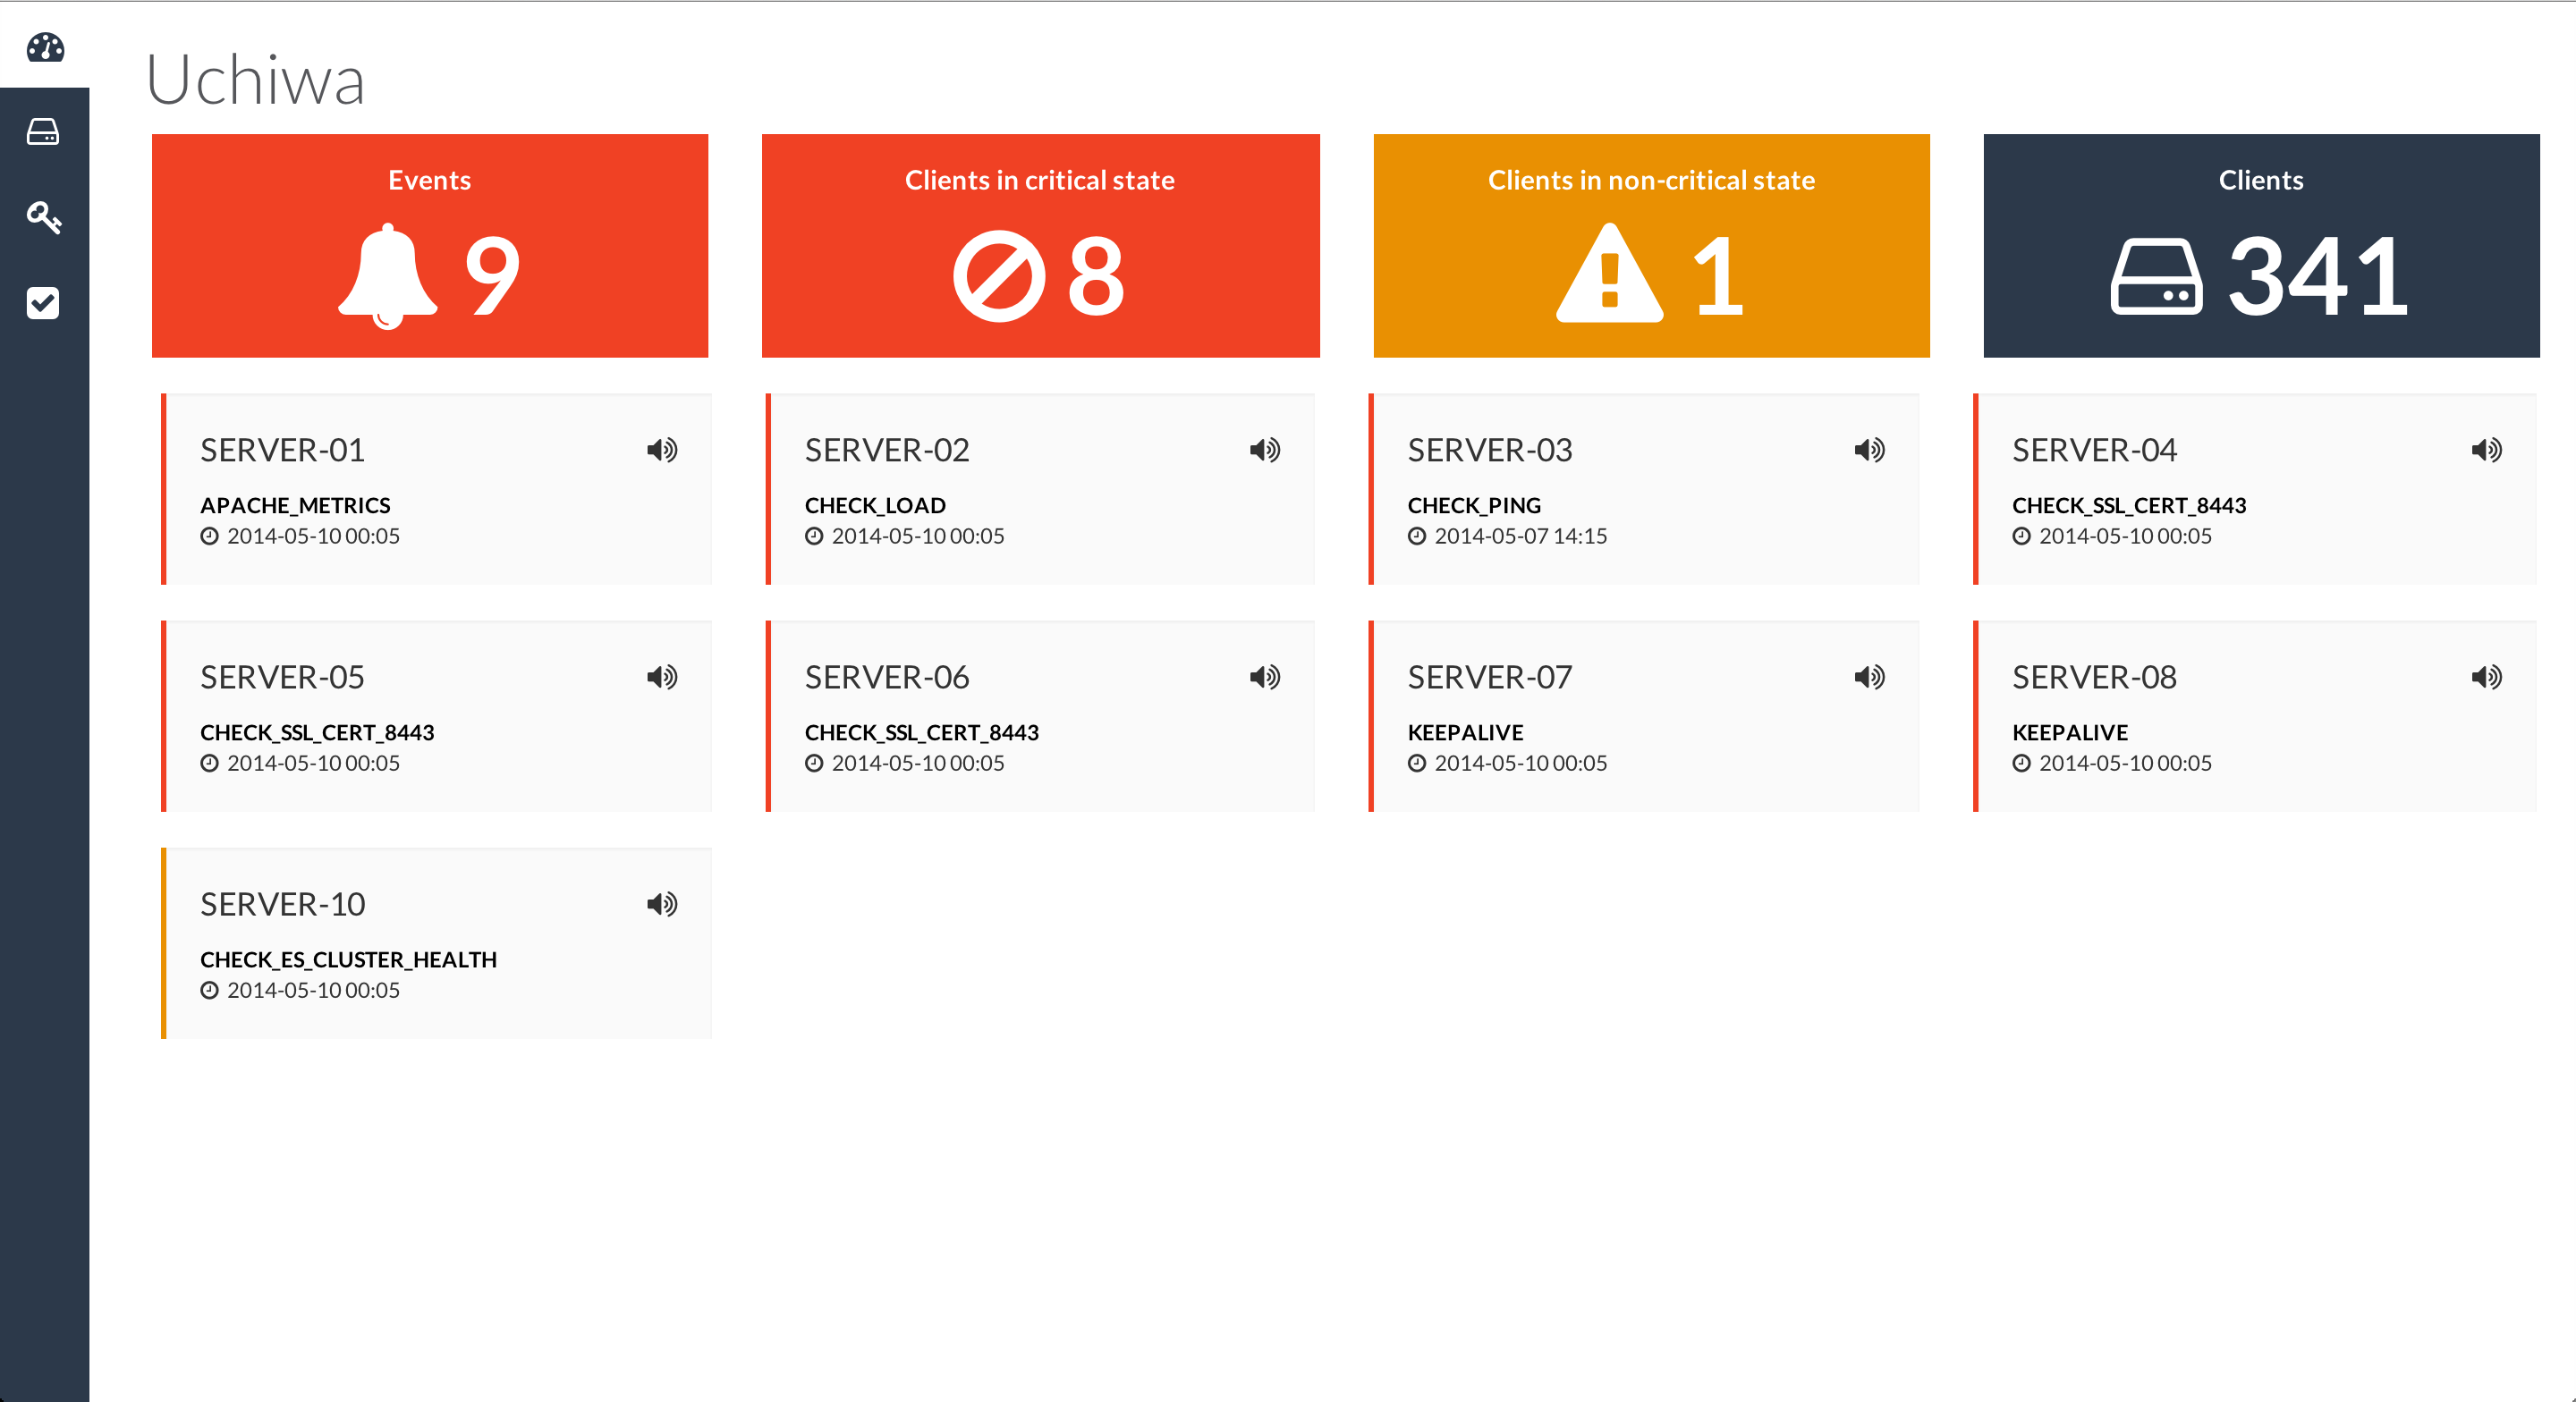 Uchiwa
Events
9
Clients in critical state
8
Clients in non-critical state
1
Clients
341
SERVER-01
APACHE_METRICS
2014-05-10 00:05
SERVER-02
CHECK_LOAD
2014-05-10 00:05
SERVER-03
CHECK_PING
2014-05-07 14:15
SERVER-04
CHECK_SSL_CERT_8443
2014-05-10 00:05
SERVER-05
CHECK_SSL_CERT_8443
2014-05-10 00:05
SERVER-06
CHECK_SSL_CERT_8443
2014-05-10 00:05
SERVER-07
KEEPALIVE
2014-05-10 00:05
SERVER-08
KEEPALIVE
2014-05-10 00:05
SERVER-10
CHECK_ES_CLUSTER_HEALTH
2014-05-10 00:05